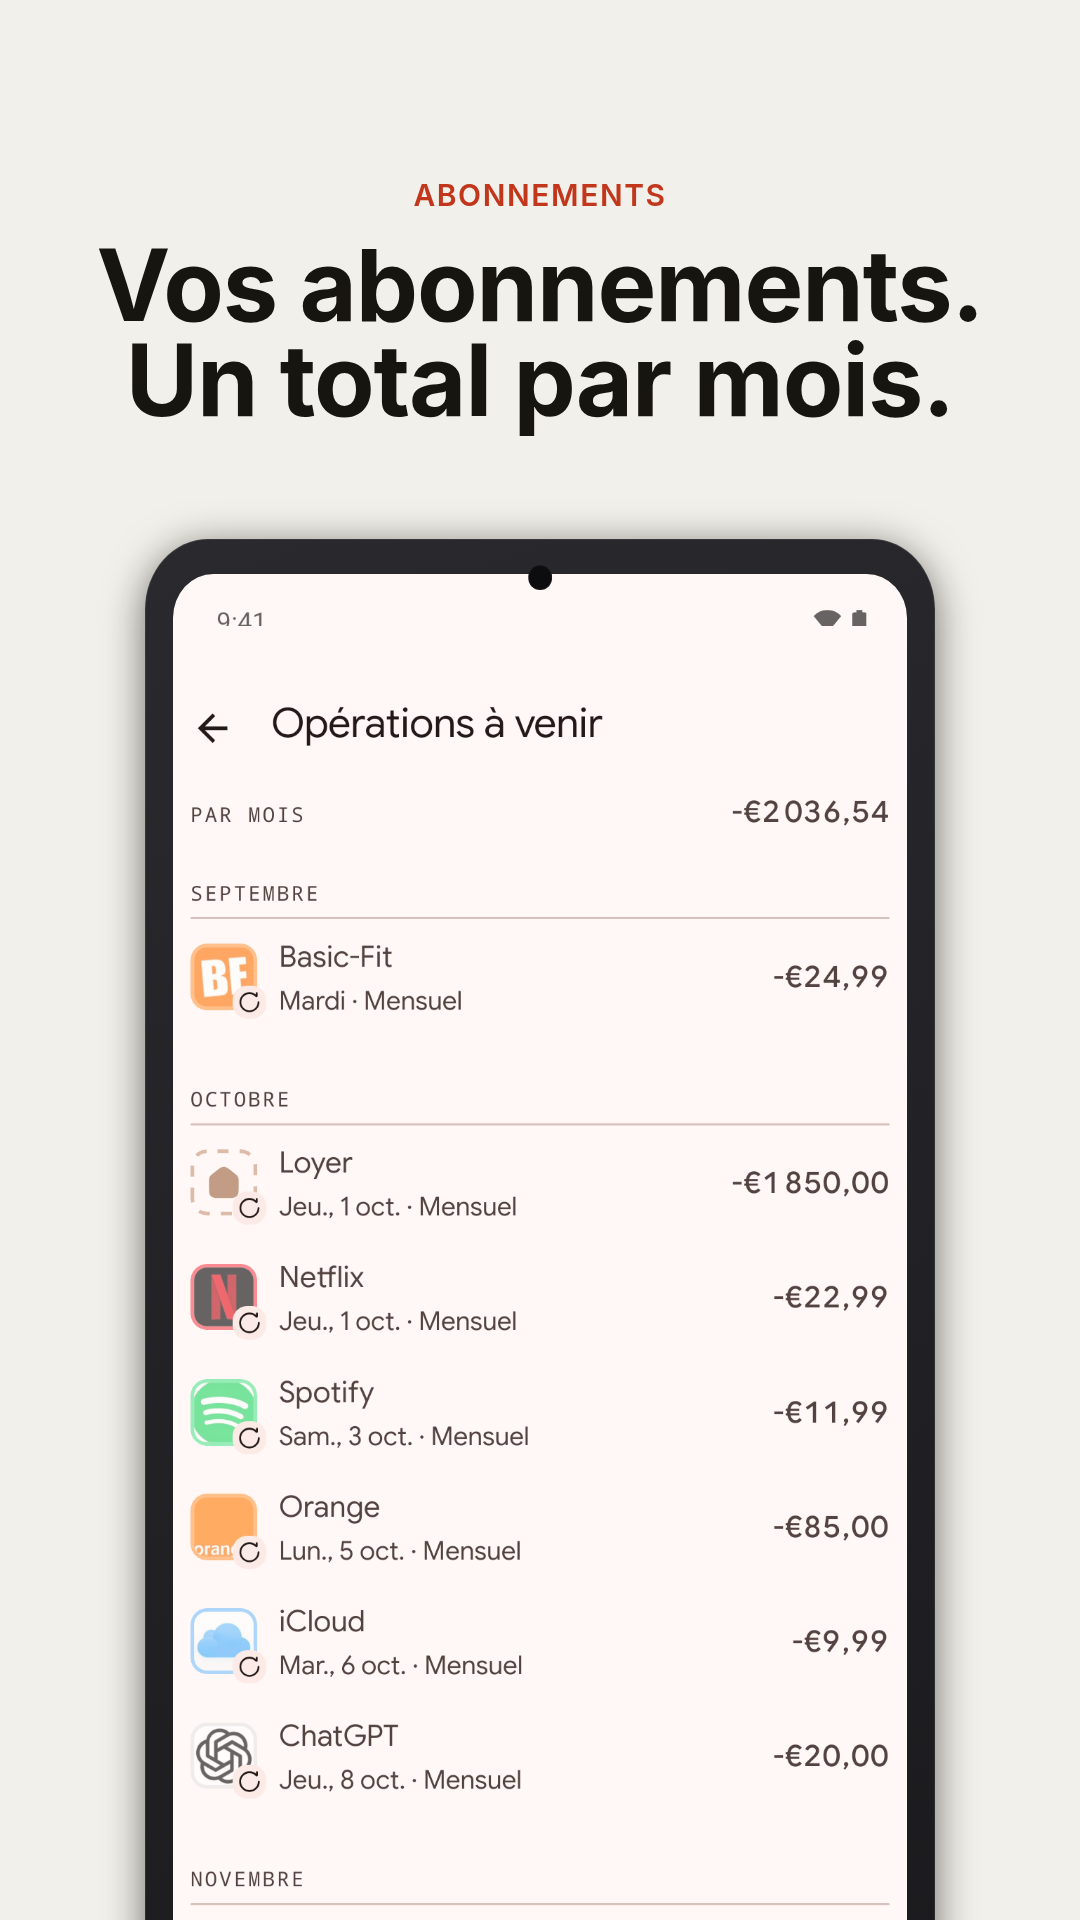 ABONNEMENTS
Vos abonnements.
Un total par mois.
9:41
Opérations à venir
PAR MOIS
-€2 036,54
SEPTEMBRE
BF
Basic-Fit
Mardi · Mensuel
-€24,99
OCTOBRE
Loyer
Jeu., 1 oct. · Mensuel
-€1 850,00
N
Netflix
Jeu., 1 oct. · Mensuel
-€22,99
Spotify
Sam., 3 oct. · Mensuel
-€11,99
Orange
Lun., 5 oct. · Mensuel
-€85,00
iCloud
Mar., 6 oct. · Mensuel
-€9,99
ChatGPT
Jeu., 8 oct. · Mensuel
-€20,00
NOVEMBRE